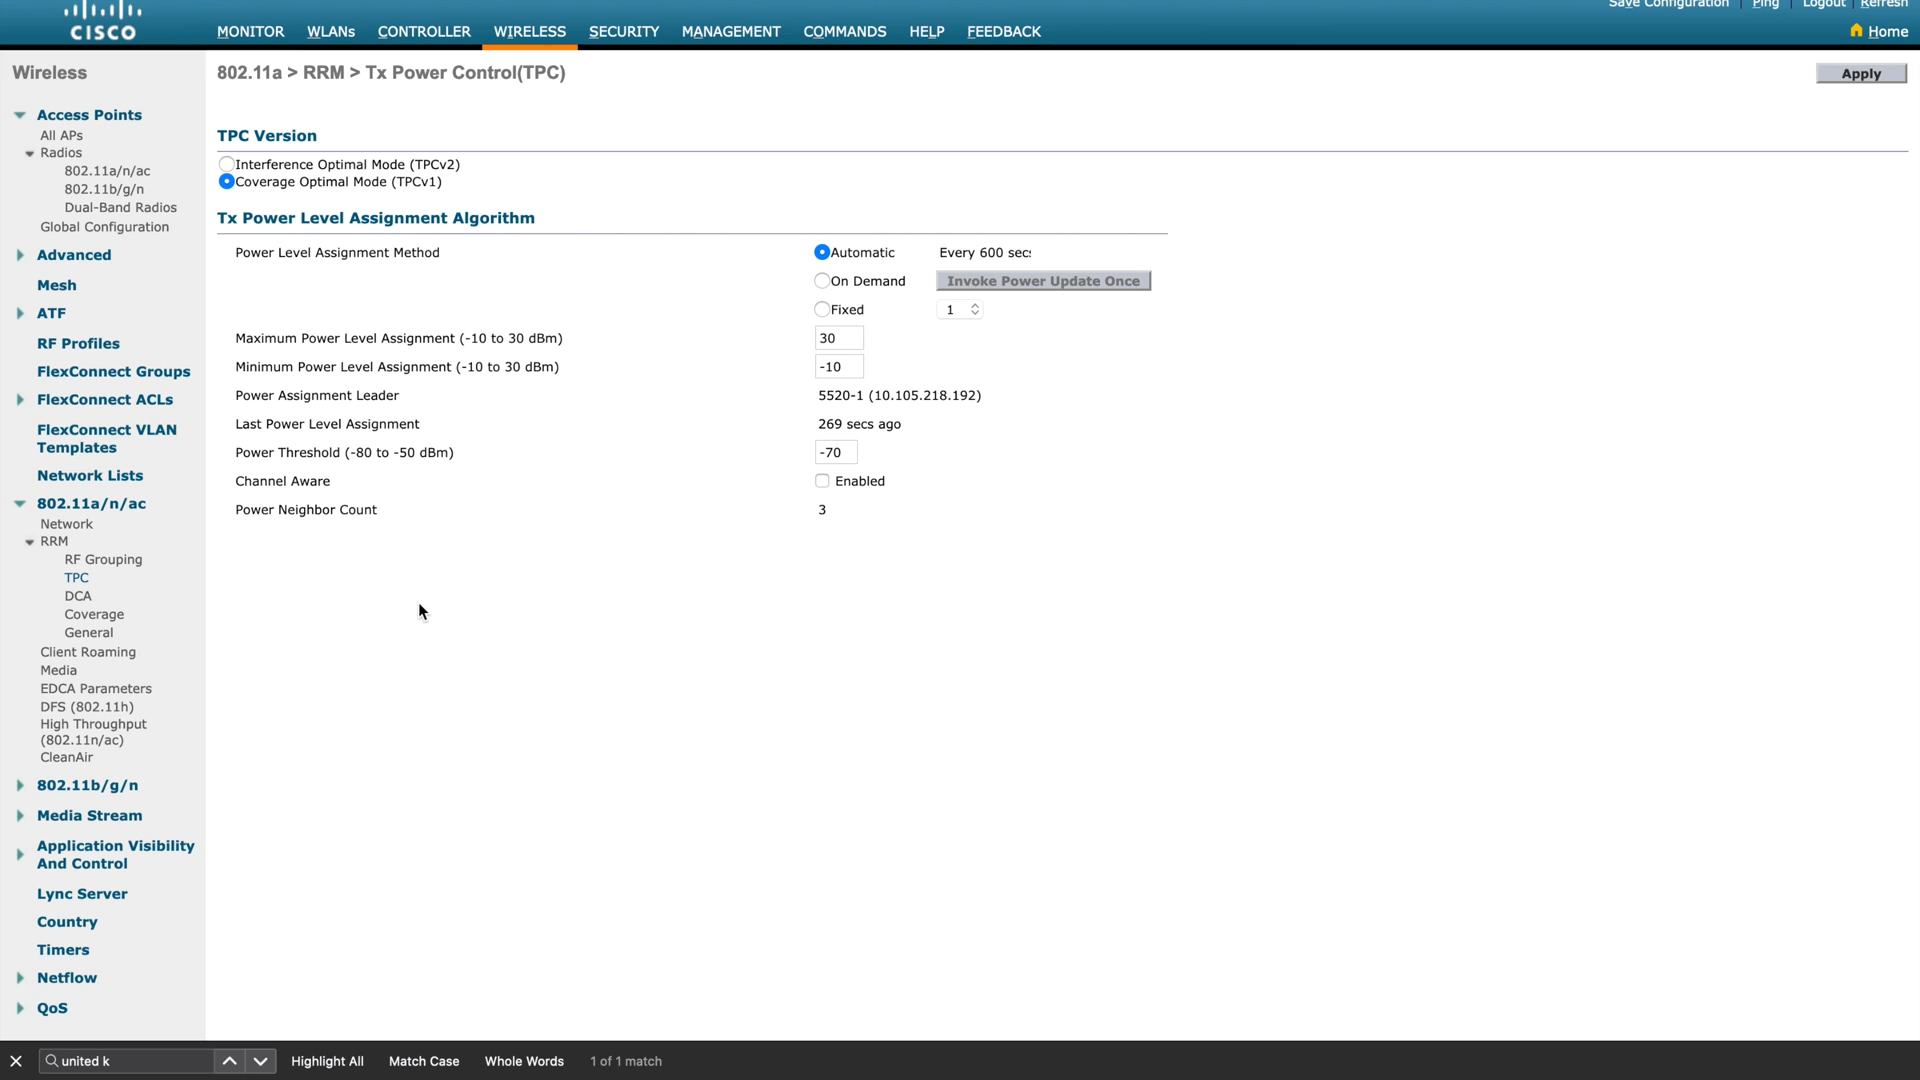 Save Configuration | Ping | Logout | Refresh
CISCO
MONITOR WLANs CONTROLLER WIRELESS SECURITY MANAGEMENT COMMANDS HELP FEEDBACK
Home
Wireless
802.11a > RRM > Tx Power Control(TPC)
Apply
Access Points
All APs
Radios
802.11a/n/ac
802.11b/g/n
Dual-Band Radios
Global Configuration
Advanced
Mesh
ATF
RF Profiles
FlexConnect Groups
FlexConnect ACLs
FlexConnect VLAN
Templates
Network Lists
802.11a/n/ac
Network
RRM
RF Grouping
TPC
DCA
Coverage
General
Client Roaming
Media
EDCA Parameters
DFS (802.11h)
High Throughput
(802.11n/ac)
CleanAir
802.11b/g/n
Media Stream
Application Visibility
And Control
Lync Server
Country
Timers
Netflow
QoS
TPC Version
Interference Optimal Mode (TPCv2)
Coverage Optimal Mode (TPCv1)
Tx Power Level Assignment Algorithm
Power Level Assignment Method Automatic Every 600 secs
On Demand Invoke Power Update Once
Fixed 1
Maximum Power Level Assignment (-10 to 30 dBm) 30
Minimum Power Level Assignment (-10 to 30 dBm) -10
Power Assignment Leader 5520-1 (10.105.218.192)
Last Power Level Assignment 269 secs ago
Power Threshold (-80 to -50 dBm) -70
Channel Aware Enabled
Power Neighbor Count 3
united k Highlight All Match Case Whole Words 1 of 1 match